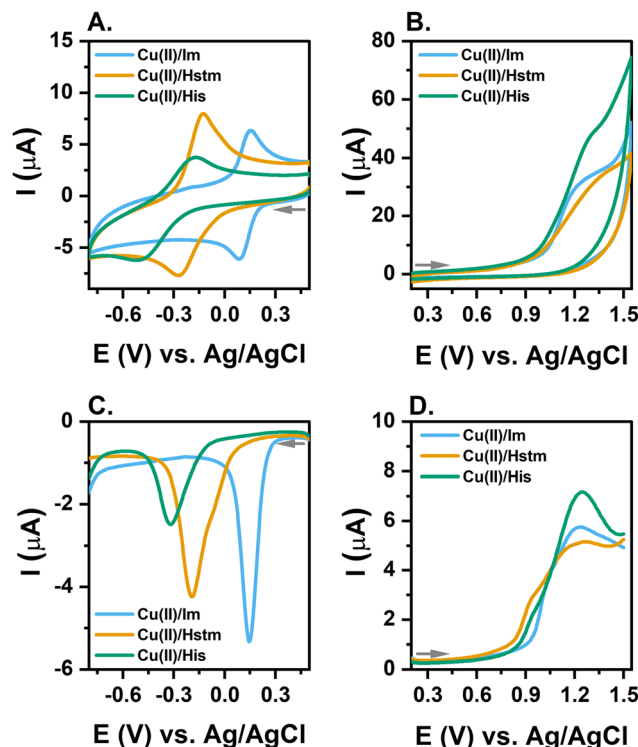 A.
Cu(II)/Im
Cu(II)/Hstm
Cu(II)/His
15
10
5
0
-5
I (μA)
-0.6 -0.3 0.0 0.3
E (V) vs. Ag/AgCl
B.
Cu(II)/Im
Cu(II)/Hstm
Cu(II)/His
80
60
40
20
0
I (μA)
0.3 0.6 0.9 1.2 1.5
E (V) vs. Ag/AgCl
C.
0
-2
-4
-6
I (μA)
Cu(II)/Im
Cu(II)/Hstm
Cu(II)/His
-0.6 -0.3 0.0 0.3
E (V) vs. Ag/AgCl
D.
Cu(II)/Im
Cu(II)/Hstm
Cu(II)/His
10
8
6
4
2
0
I (μA)
0.3 0.6 0.9 1.2 1.5
E (V) vs. Ag/AgCl